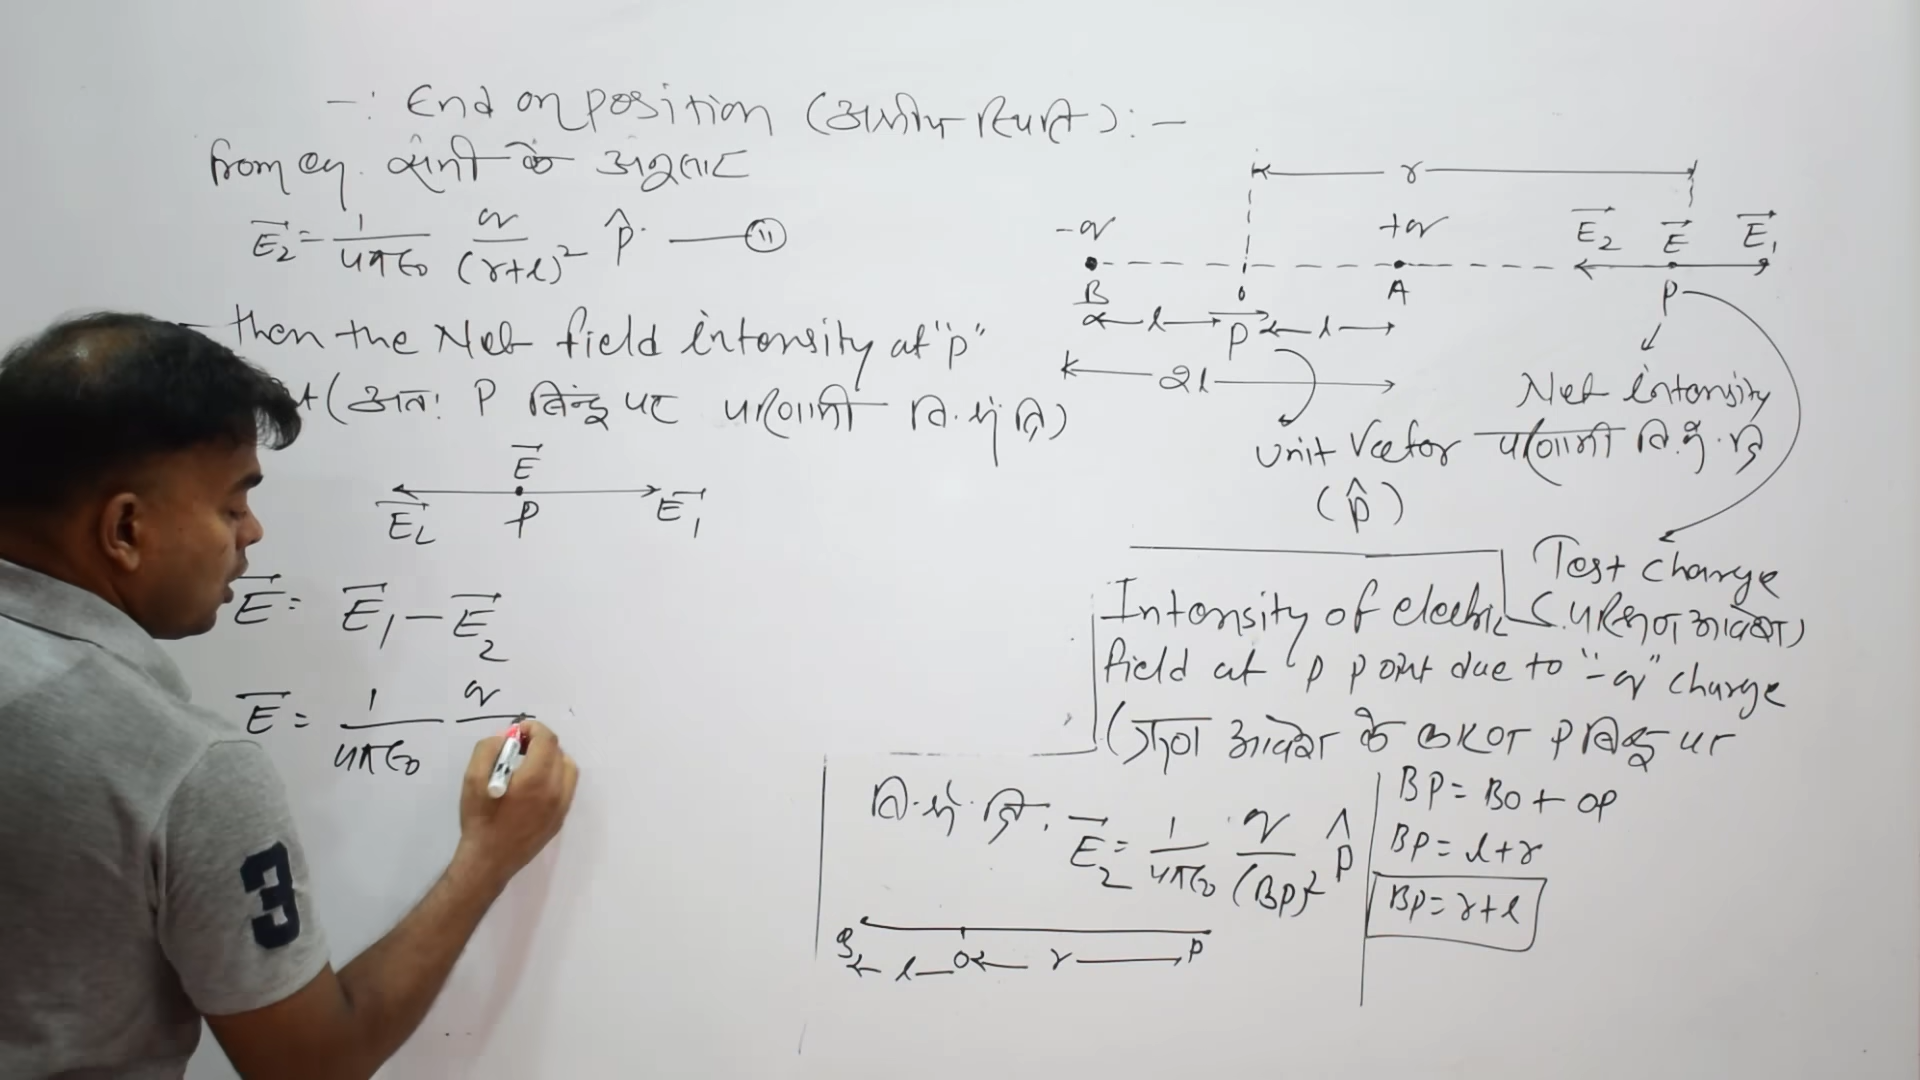 -: End on position (अक्षीय स्थिति) :-
from eq. समी के अनुसार
E₂ = 1/4πϵ₀ q/(r+l)² p̂. — (11)
then the Net field intensity at "p"
(अतः P बिन्दु पर परिणामी वि.क्षे.ती)
E
E₂ P E₁
E = E₁ - E₂
E = 1/4πϵ₀ q
r
-q +q E₂ E E₁
B o A P
l p l
2l
Net intensity
परिणामी वि.क्षे.ती
Unit Vector
(p̂)
Test charge
(परीक्षण आवेश)
Intensity of electric
field at p point due to "-q" charge
(ऋण आवेश के कारण P बिन्दु पर
वि.क्षे.ती. E₂ = 1/4πϵ₀ q/(BP)² p̂
B l O r P
BP = BO + OP
BP = l+r
BP = r+l
3